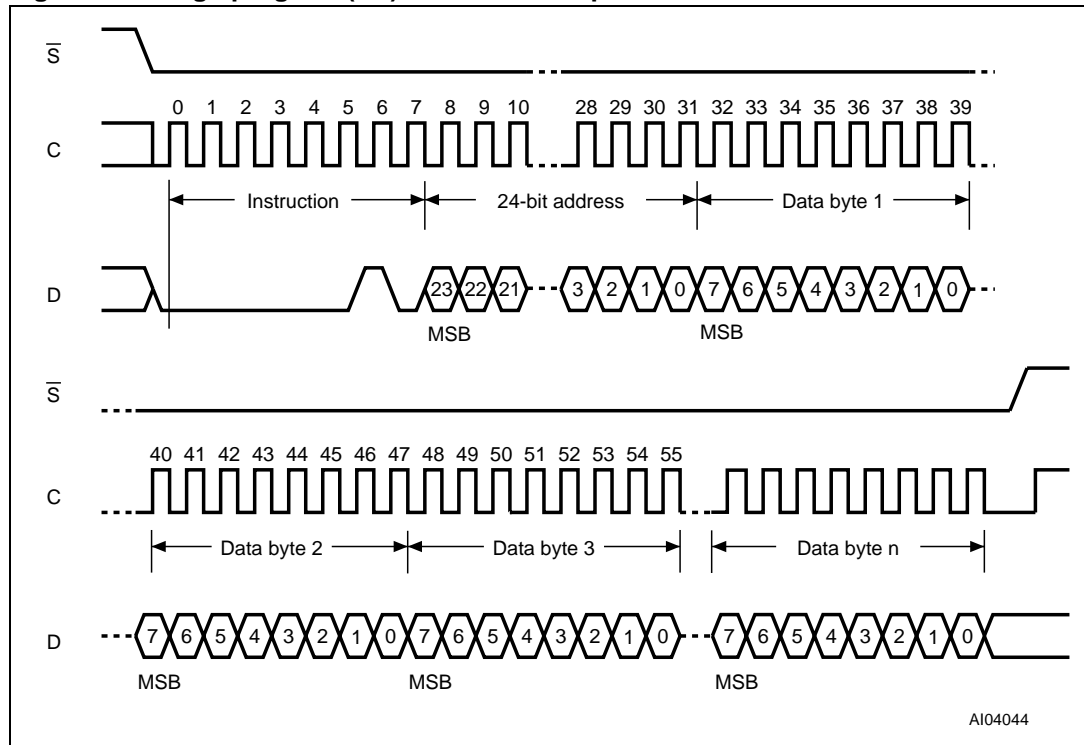 S
0 1 2 3 4 5 6 7 8 9 10 28 29 30 31 32 33 34 35 36 37 38 39
C
Instruction 24-bit address Data byte 1
D 23 22 21 3 2 1 0 7 6 5 4 3 2 1 0
MSB MSB
S
40 41 42 43 44 45 46 47 48 49 50 51 52 53 54 55
C
Data byte 2 Data byte 3 Data byte n
D 7 6 5 4 3 2 1 0 7 6 5 4 3 2 1 0 7 6 5 4 3 2 1 0
MSB MSB MSB
AI04044